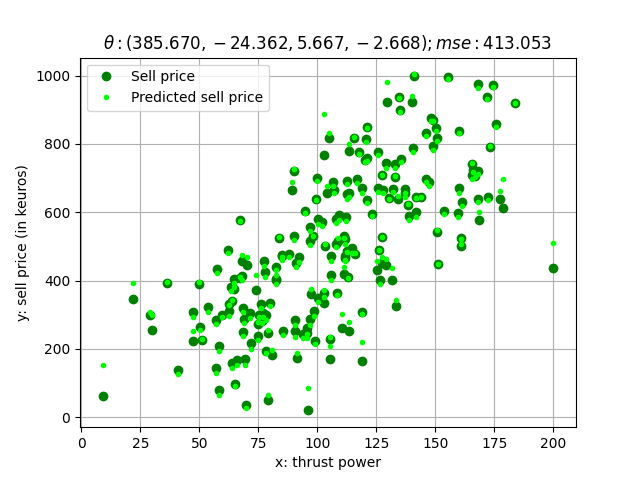 θ : (385.670, −24.362, 5.667, −2.668); mse : 413.053
Sell price
Predicted sell price
y: sell price (in keuros)
1000
800
600
400
200
0
0 25 50 75 100 125 150 175 200
x: thrust power